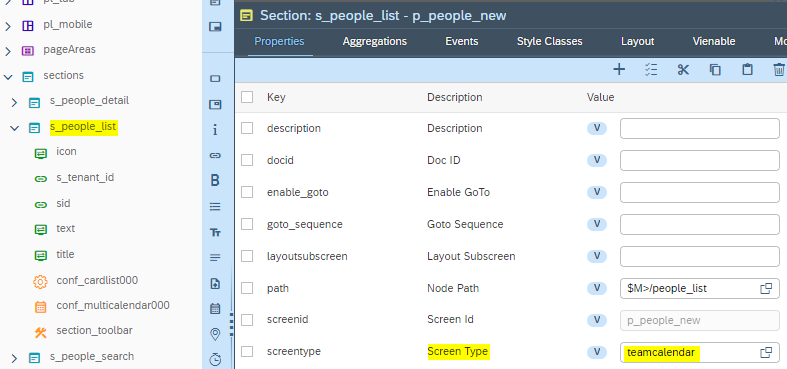 pl_tab
pl_mobile
pageAreas
sections
s_people_detail
s_people_list
icon
s_tenant_id
sid
text
title
conf_cardlist000
conf_multicalendar000
section_toolbar
s_people_search
Section: s_people_list - p_people_new
Properties Aggregations Events Style Classes Layout Vienable Mo
Key Description Value
description Description V
docid Doc ID V
enable_goto Enable GoTo V
goto_sequence Goto Sequence V
layoutsubscreen Layout Subscreen V
path Node Path V $M>/people_list
screenid Screen Id V p_people_new
screentype Screen Type V teamcalendar